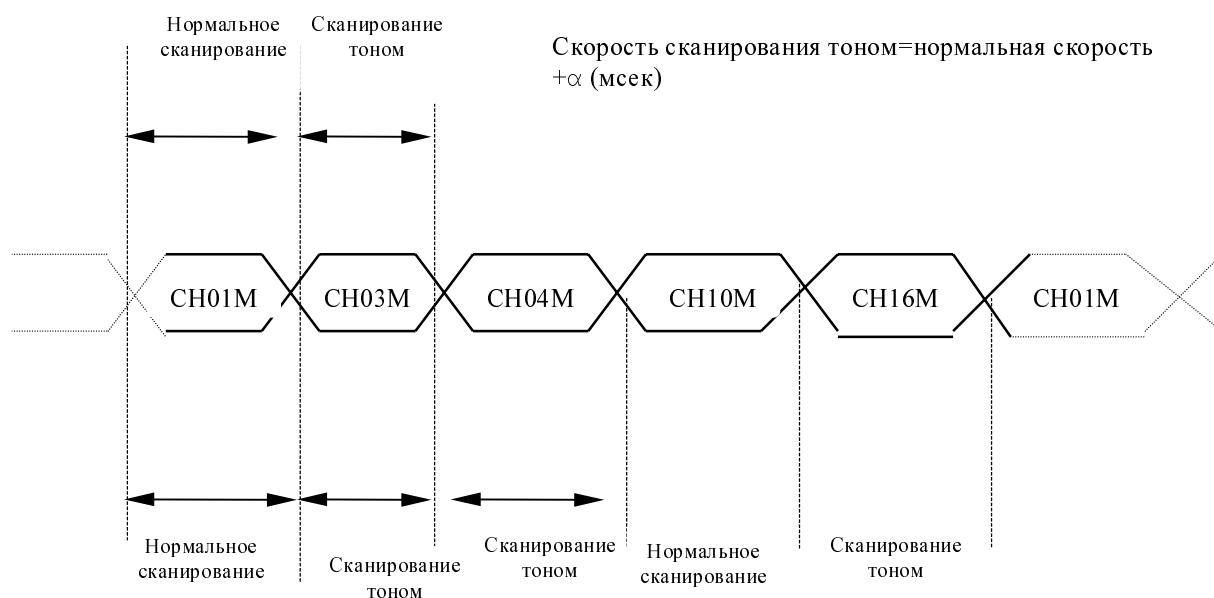 Нормальное
сканирование
Сканирование
тоном
Скорость сканирования тоном=нормальная скорость
+α (мсек)
CH01M
CH03M
CH04M
CH10M
CH16M
CH01M
Нормальное
сканирование
Сканирование
тоном
Сканирование
тоном
Нормальное
сканирование
Сканирование
тоном